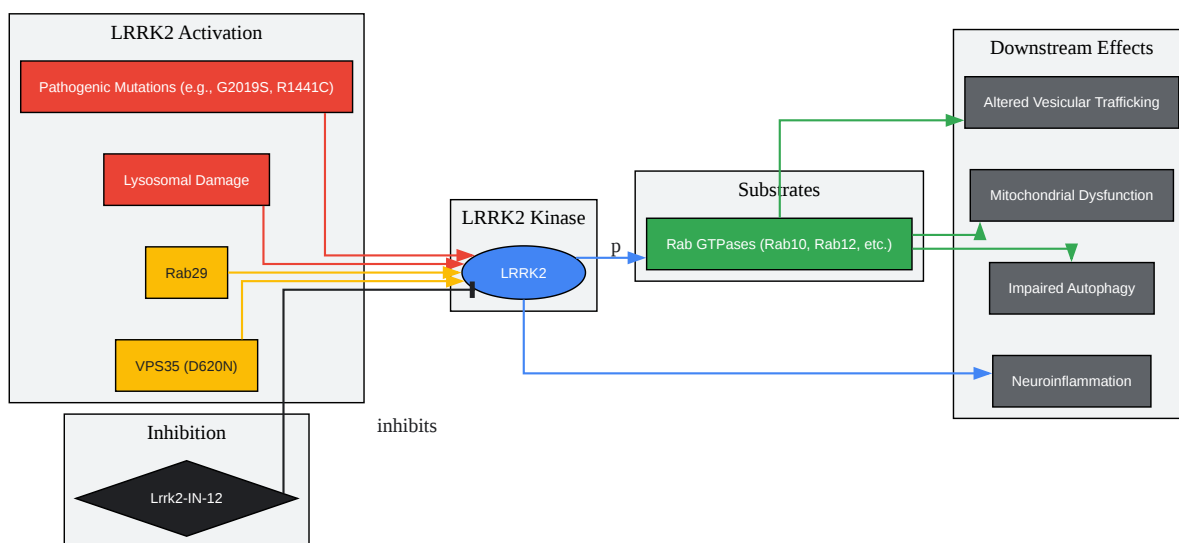 LRRK2 Activation
Pathogenic Mutations (e.g., G2019S, R1441C)
Lysosomal Damage
Rab29
VPS35 (D620N)
Inhibition
Lrrk2-IN-12
inhibits
LRRK2 Kinase
LRRK2
p
Substrates
Rab GTPases (Rab10, Rab12, etc.)
Downstream Effects
Altered Vesicular Trafficking
Mitochondrial Dysfunction
Impaired Autophagy
Neuroinflammation